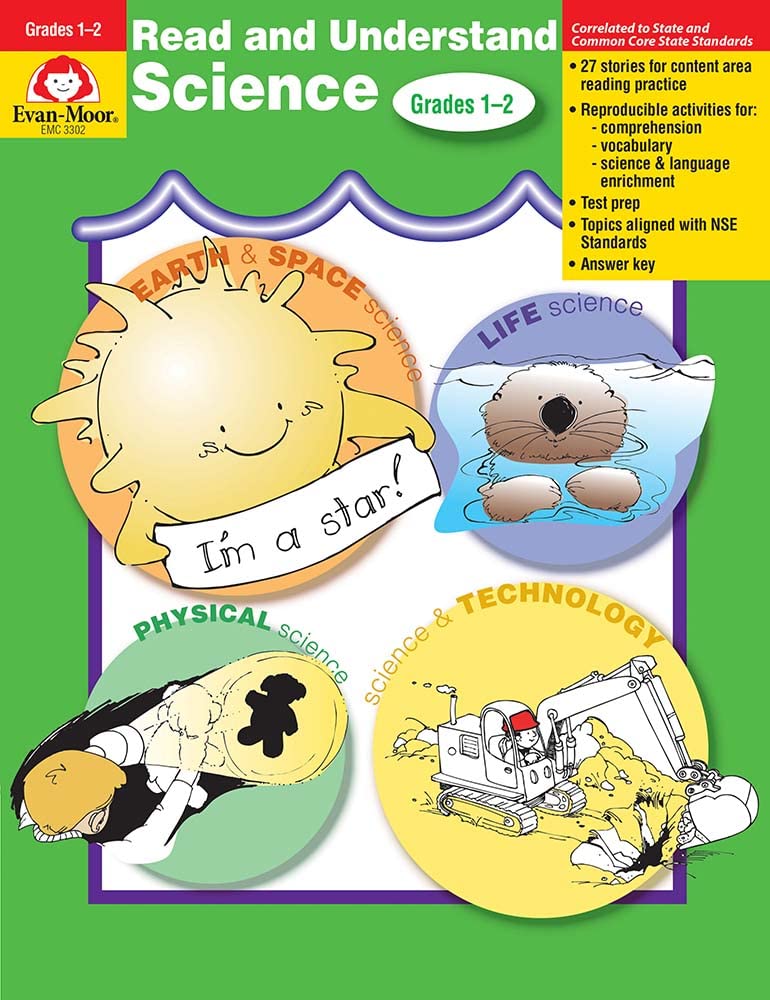 Grades 1–2
Evan-Moor®
EMC 3302
Read and Understand
Science
Grades 1–2
Correlated to State and
Common Core State Standards
• 27 stories for content area
reading practice
• Reproducible activities for:
- comprehension
- vocabulary
- science & language
enrichment
• Test prep
• Topics aligned with NSE
Standards
• Answer key
EARTH & SPACE science
LIFE science
I'm a star!
PHYSICAL science
science & TECHNOLOGY